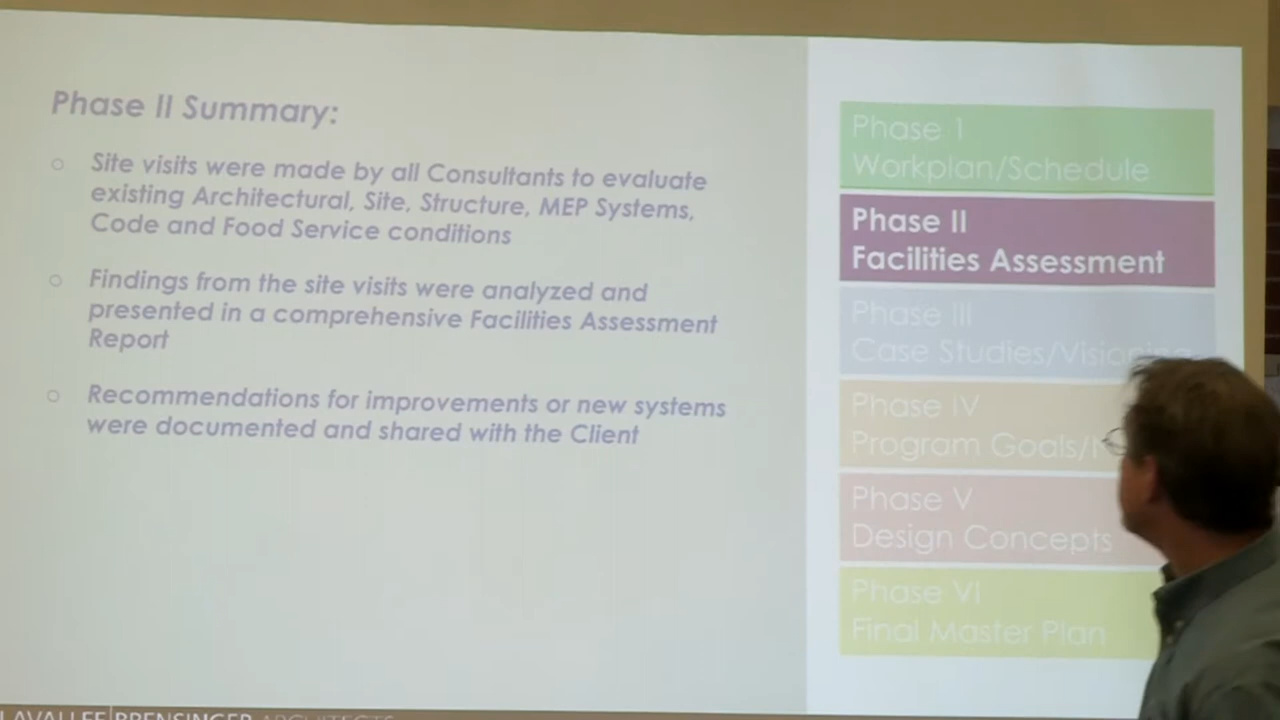 Phase II Summary:
Site visits were made by all Consultants to evaluate
existing Architectural, Site, Structure, MEP Systems,
Code and Food Service conditions
Findings from the site visits were analyzed and
presented in a comprehensive Facilities Assessment
Report
Recommendations for improvements or new systems
were documented and shared with the Client
Phase 1
Workplan/Schedule
Phase II
Facilities Assessment
Phase III
Case Studies/Visioning
Phase IV
Program Goals/
Phase V
Design Concepts
Phase VI
Final Master Plan
LAVALLEE|BRENSINGER ARCHITECTS